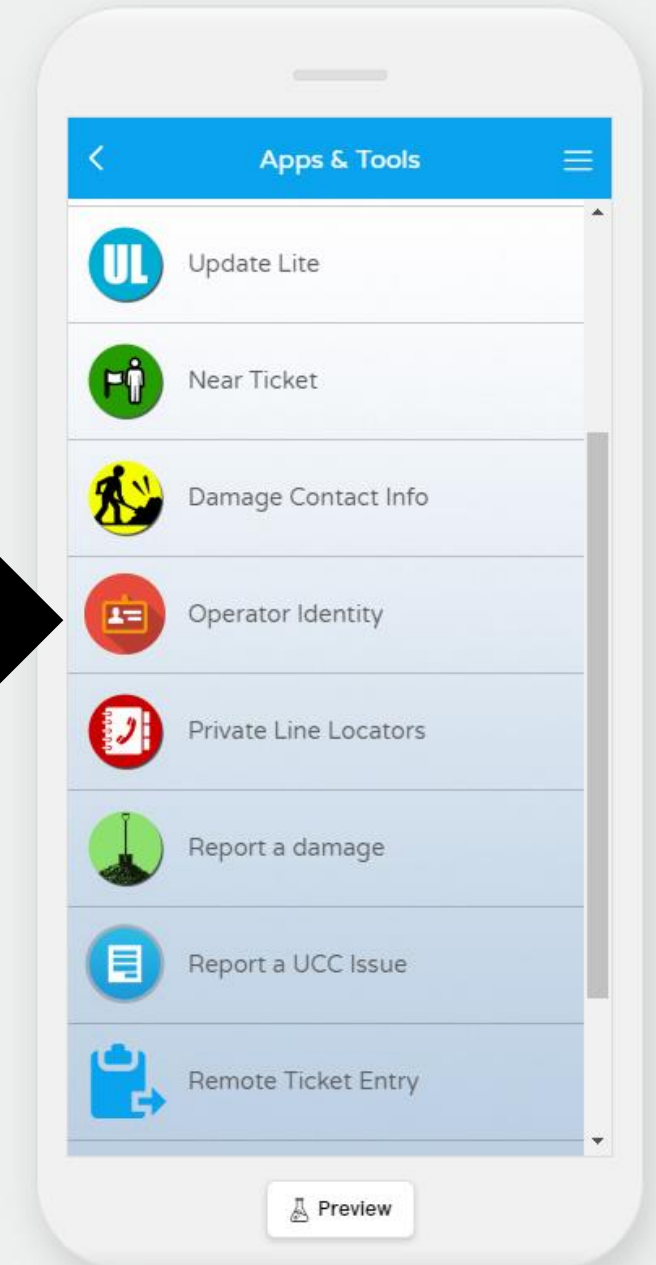 Apps & Tools
UL
Update Lite
Near Ticket
Damage Contact Info
Operator Identity
Private Line Locators
Report a damage
Report a UCC Issue
Remote Ticket Entry
Preview